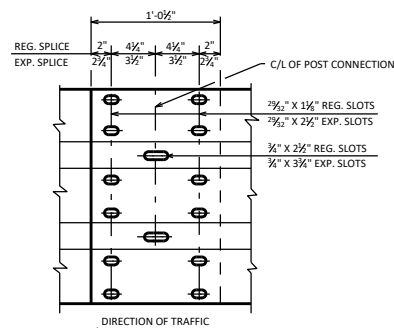 1'-0½"
REG. SPLICE 2" 4¼" 4¼" 2"
EXP. SPLICE 2¾" 3½" 3½" 2¾"
C/L OF POST CONNECTION
29/32" X 1⅛" REG. SLOTS
29/32" X 2½" EXP. SLOTS
¾" X 2½" REG. SLOTS
¾" X 3¾" EXP. SLOTS
DIRECTION OF TRAFFIC